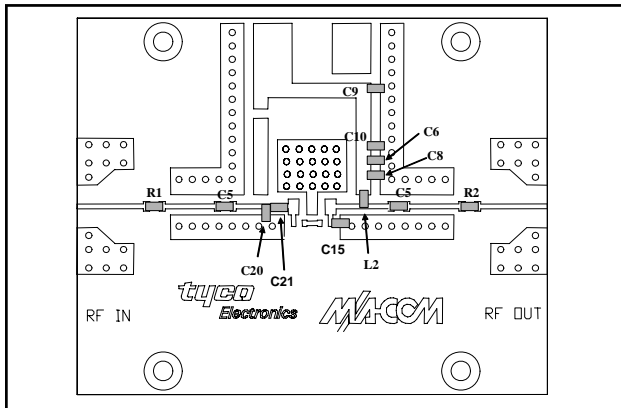 C9
C10
C6
C8
R1
C5
C5
R2
C20
C21
C15
L2
tyco
Electronics
M/A-COM
RF IN
RF OUT